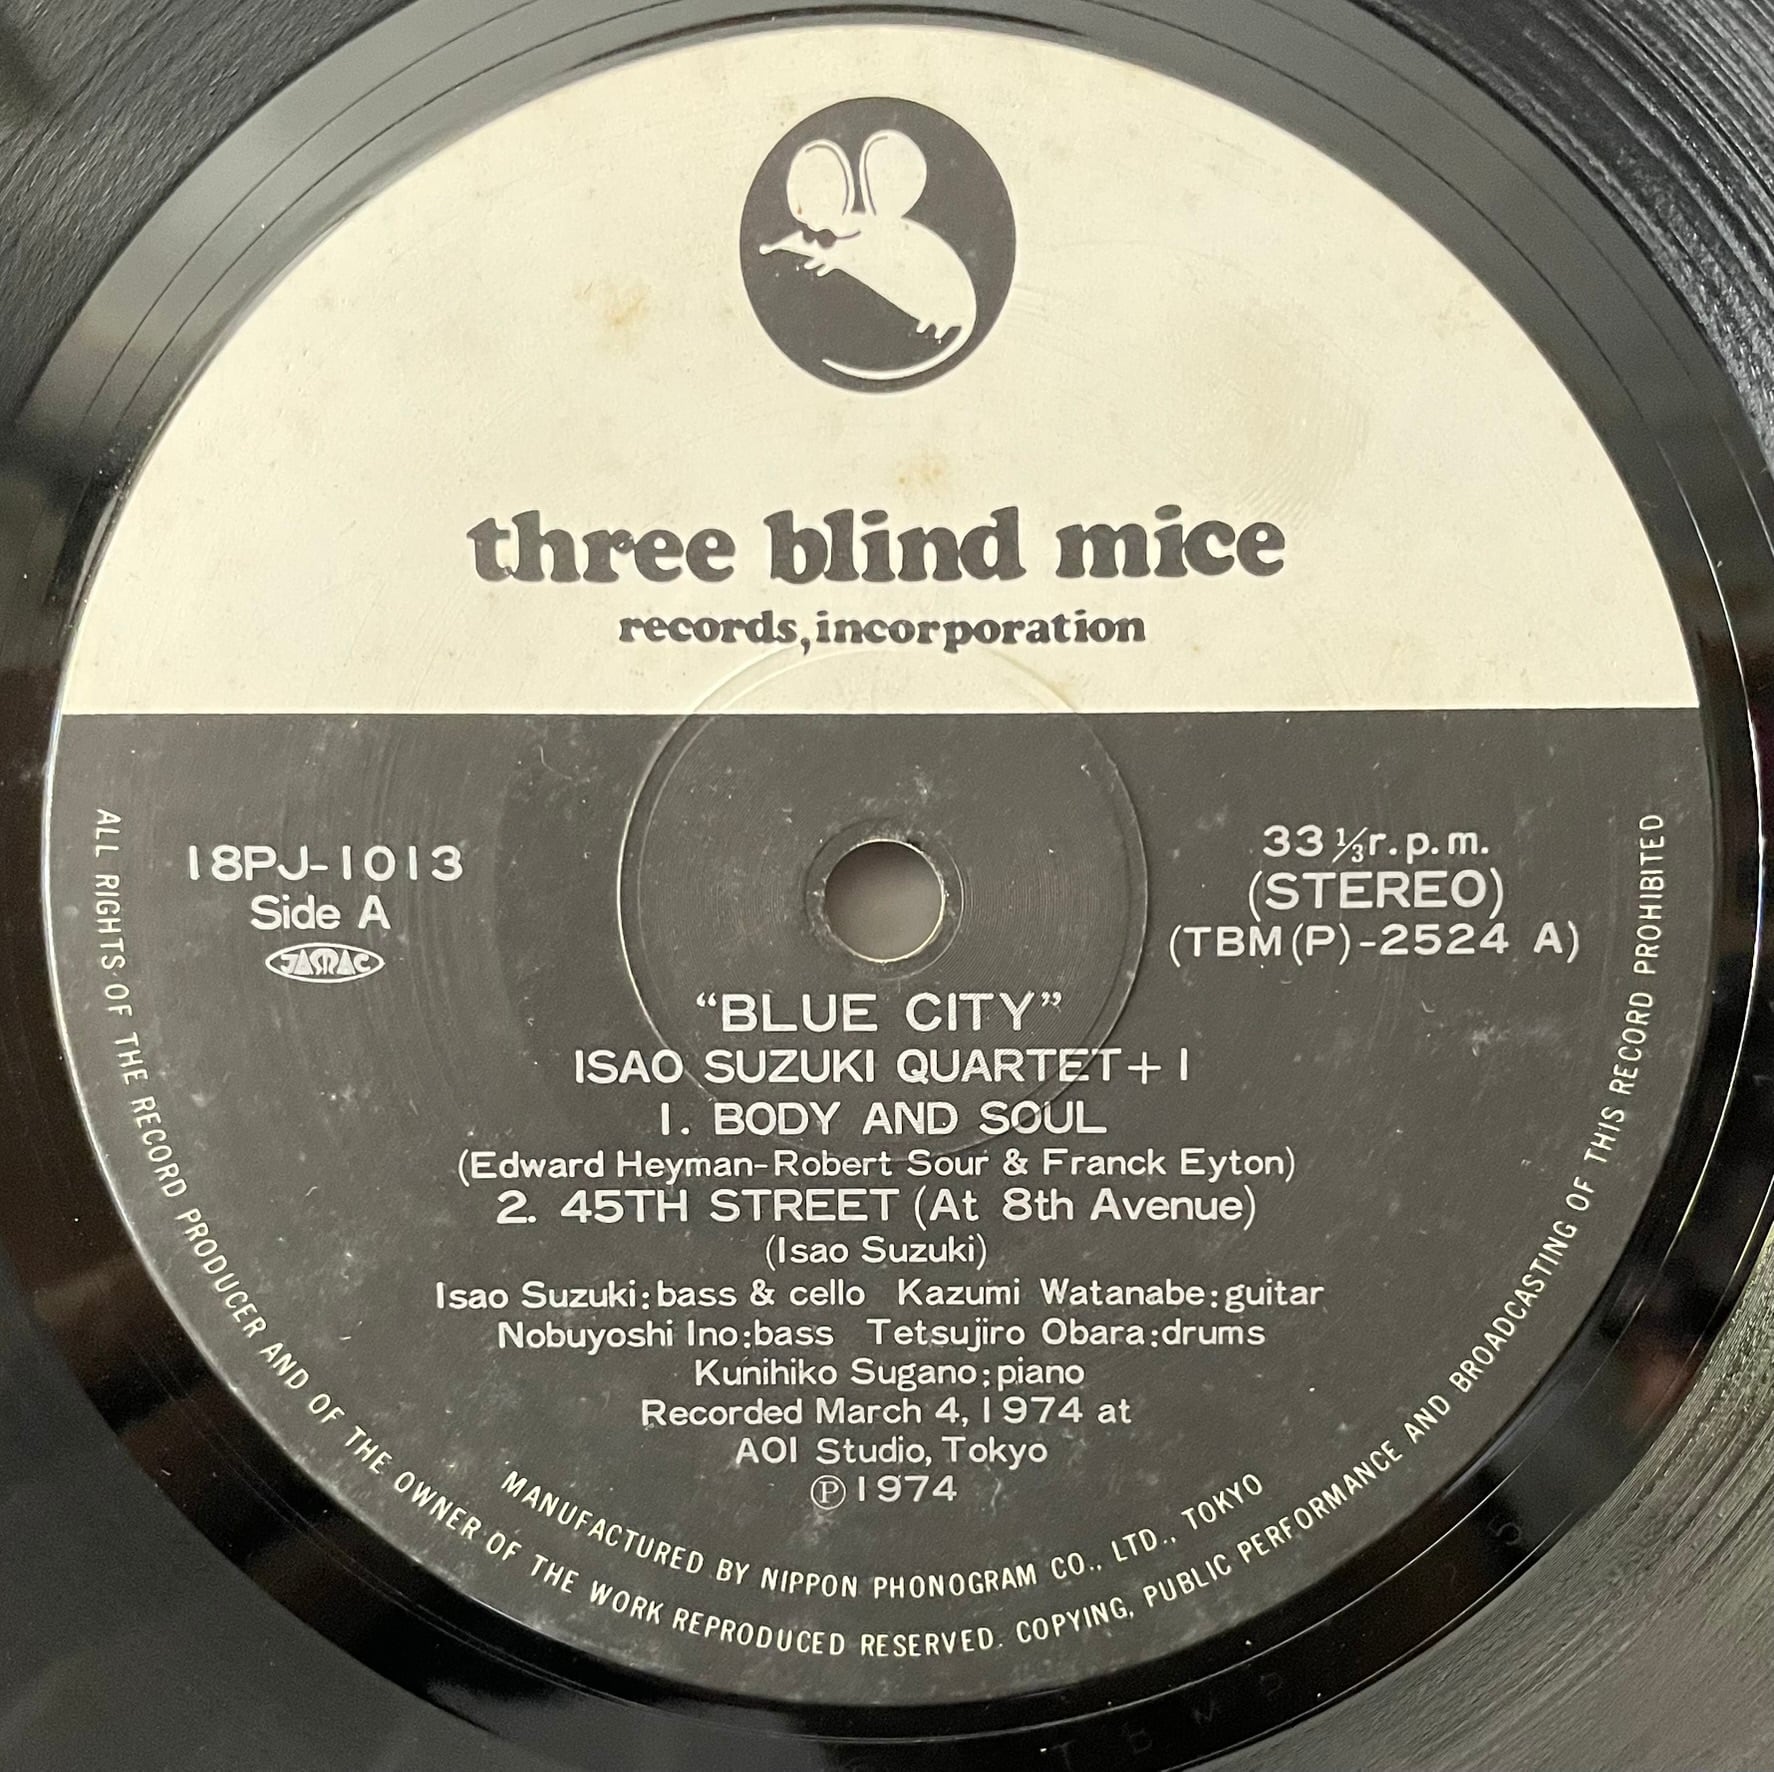 three blind mice
records, incorporation
18PJ-1013
Side A
JASRAC
33 1/3 r.p.m.
(STEREO)
(TBM(P)-2524 A)
“BLUE CITY”
ISAO SUZUKI QUARTET+1
1. BODY AND SOUL
(Edward Heyman-Robert Sour & Franck Eyton)
2. 45TH STREET (At 8th Avenue)
(Isao Suzuki)
Isao Suzuki:bass & cello Kazumi Watanabe:guitar
Nobuyoshi Ino:bass Tetsujiro Obara:drums
Kunihiko Sugano:piano
Recorded March 4, 1974 at
AOI Studio, Tokyo
Ⓟ1974
MANUFACTURED BY NIPPON PHONOGRAM CO., LTD., TOKYO
ALL RIGHTS OF THE RECORD PRODUCER AND OF THE OWNER OF THE WORK REPRODUCED RESERVED. COPYING, PUBLIC PERFORMANCE AND BROADCASTING OF THIS RECORD PROHIBITED